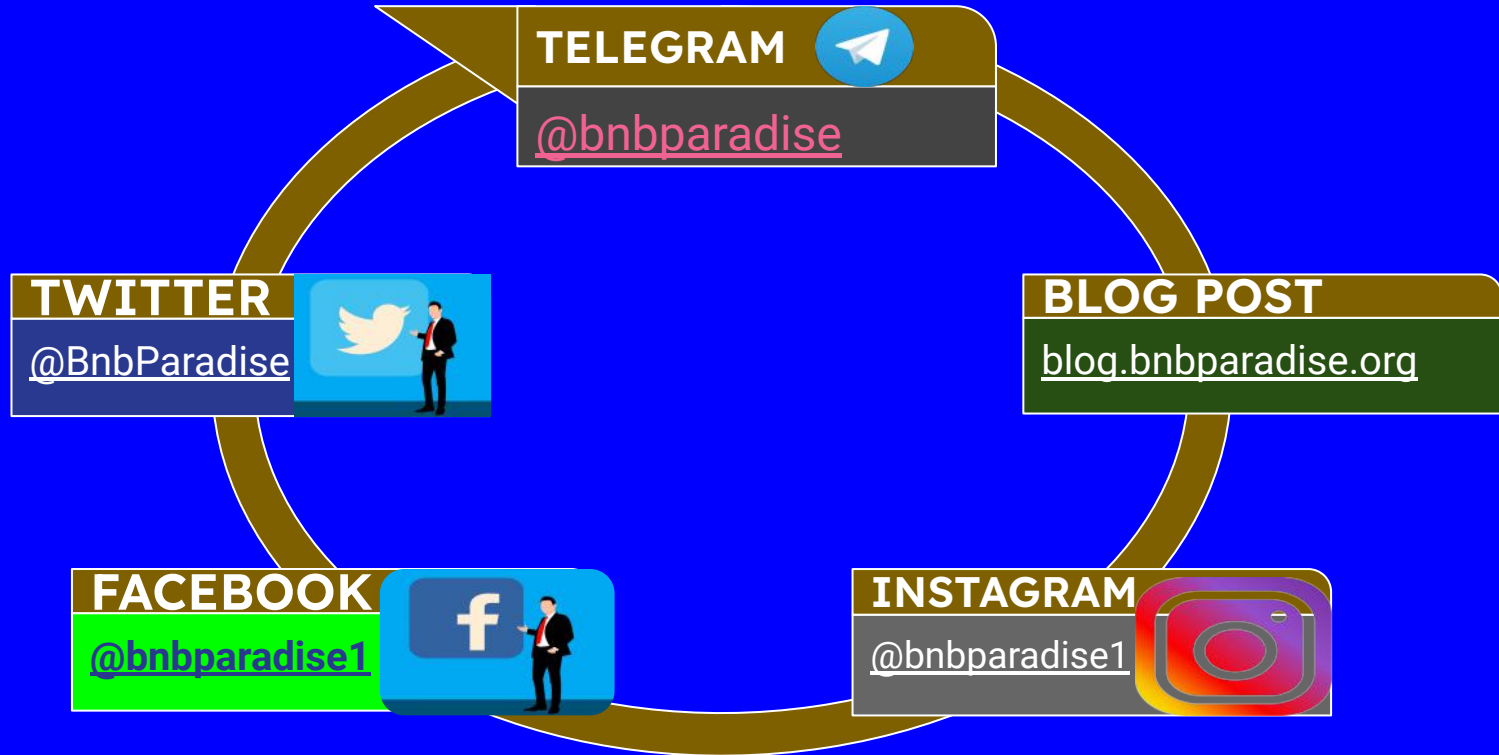 TELEGRAM
@bnbparadise
TWITTER
@BnbParadise
BLOG POST
blog.bnbparadise.org
FACEBOOK
@bnbparadise1
INSTAGRAM
@bnbparadise1